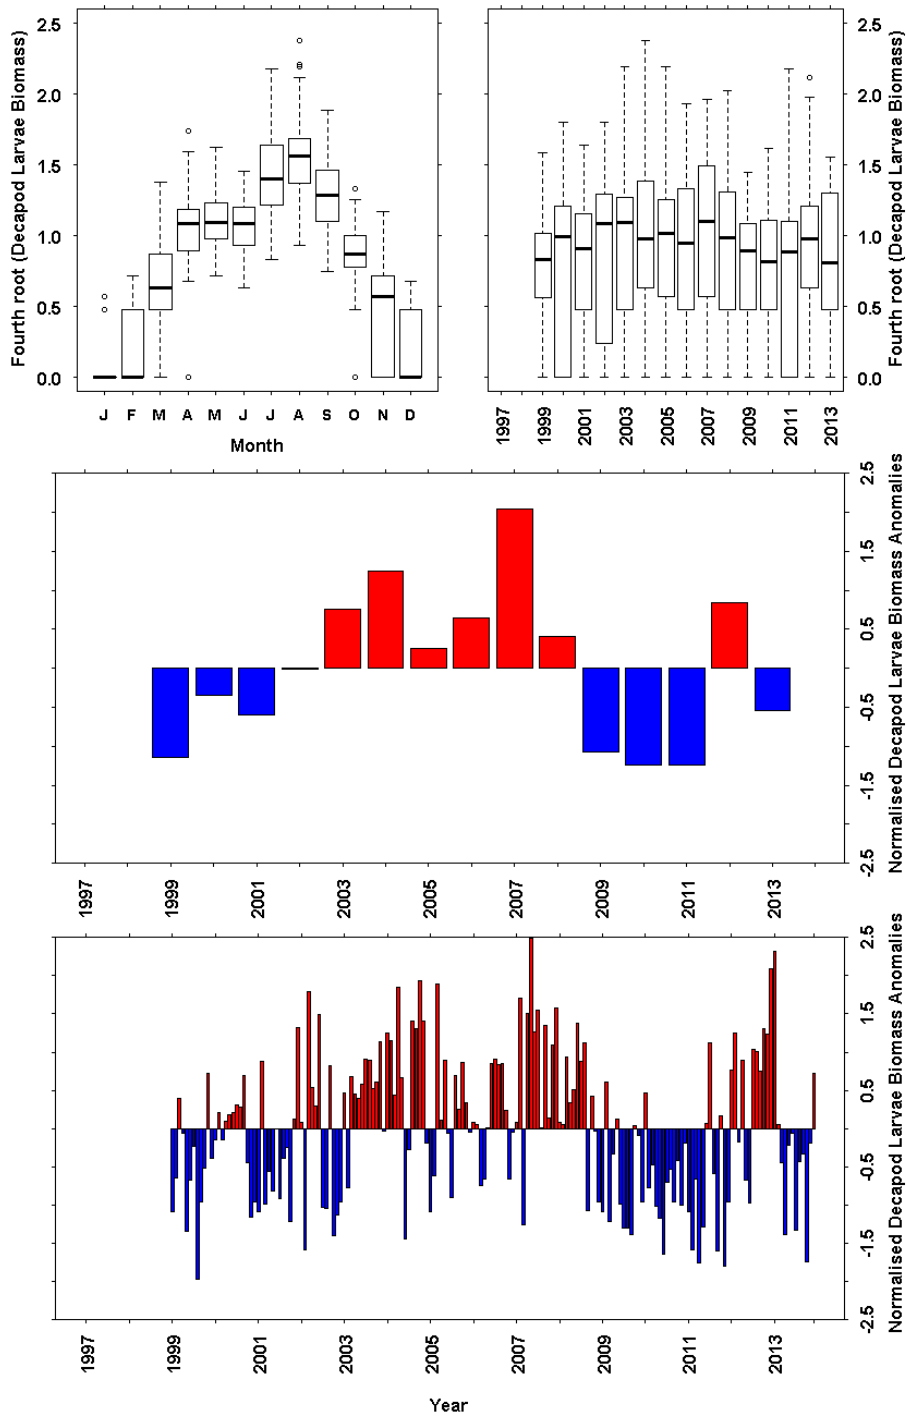 Fourth root (Decapod Larvae Biomass)
2.5
2.0
1.5
1.0
0.5
0.0
J F M A M J J A S O N D
Month
2.5
2.0
1.5
1.0
0.5
0.0
Fourth root (Decapod Larvae Biomass)
1997 1999 2001 2003 2005 2007 2009 2011 2013
2.5
1.5
0.5
-0.5
-1.5
-2.5
Normalised Decapod Larvae Biomass Anomalies
1997 1999 2001 2003 2005 2007 2009 2011 2013
2.5
1.5
0.5
-0.5
-1.5
-2.5
Normalised Decapod Larvae Biomass Anomalies
1997 1999 2001 2003 2005 2007 2009 2011 2013
Year